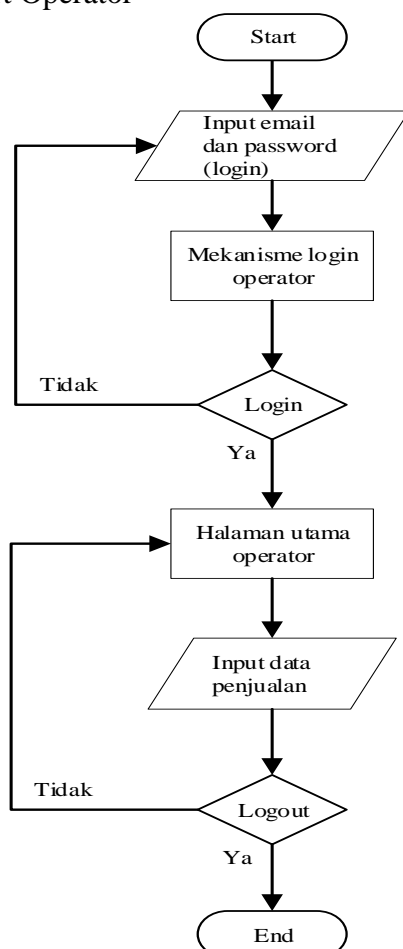 t Operator
Start
Input email
dan password
(login)
Mekanisme login
operator
Login
Tidak
Ya
Halaman utama
operator
Input data
penjualan
Logout
Tidak
Ya
End